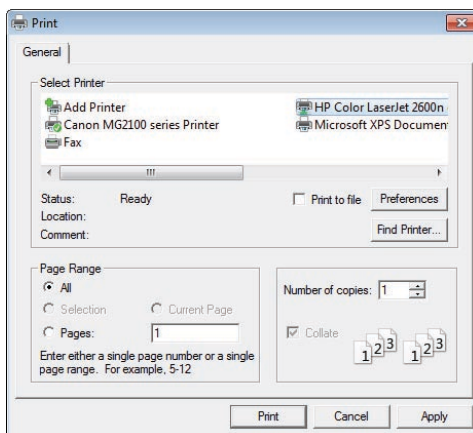 Print
General
Select Printer
Add Printer
HP Color LaserJet 2600n
Canon MG2100 series Printer
Microsoft XPS Documen
Fax
Status: Ready
Print to file
Preferences
Location:
Comment:
Find Printer...
Page Range
All
Selection
Current Page
Pages: 1
Enter either a single page number or a single
page range. For example, 5-12
Number of copies: 1
Collate
1 2 3 1 2 3
Print
Cancel
Apply